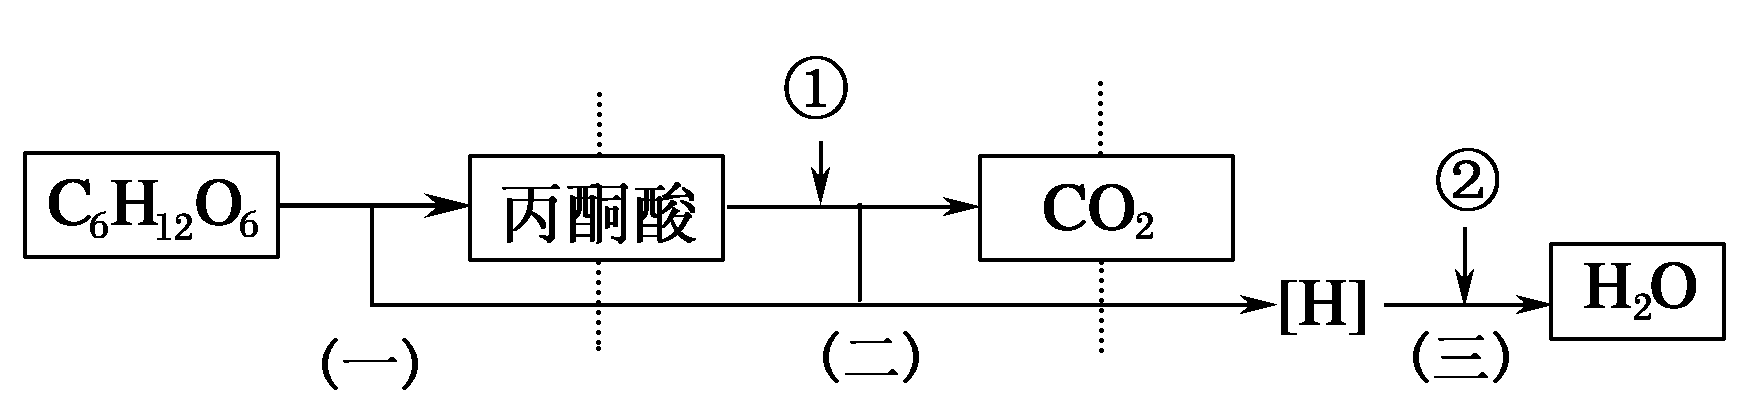 ①
C₆H₁₂O₆ 丙酮酸 CO₂ ②
[H] H₂O
(一) (二) (三)